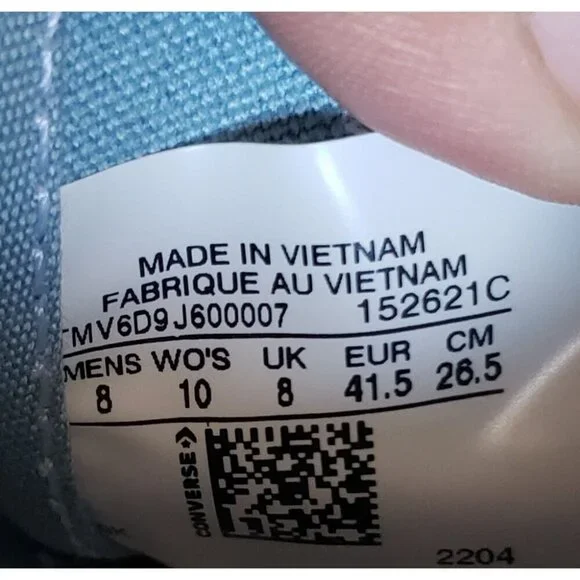 MADE IN VIETNAM
FABRIQUE AU VIETNAM
MV6D9J600007 152621C
MENS WO'S UK EUR CM
8 10 8 41.5 26.5
CONVERSE
2204